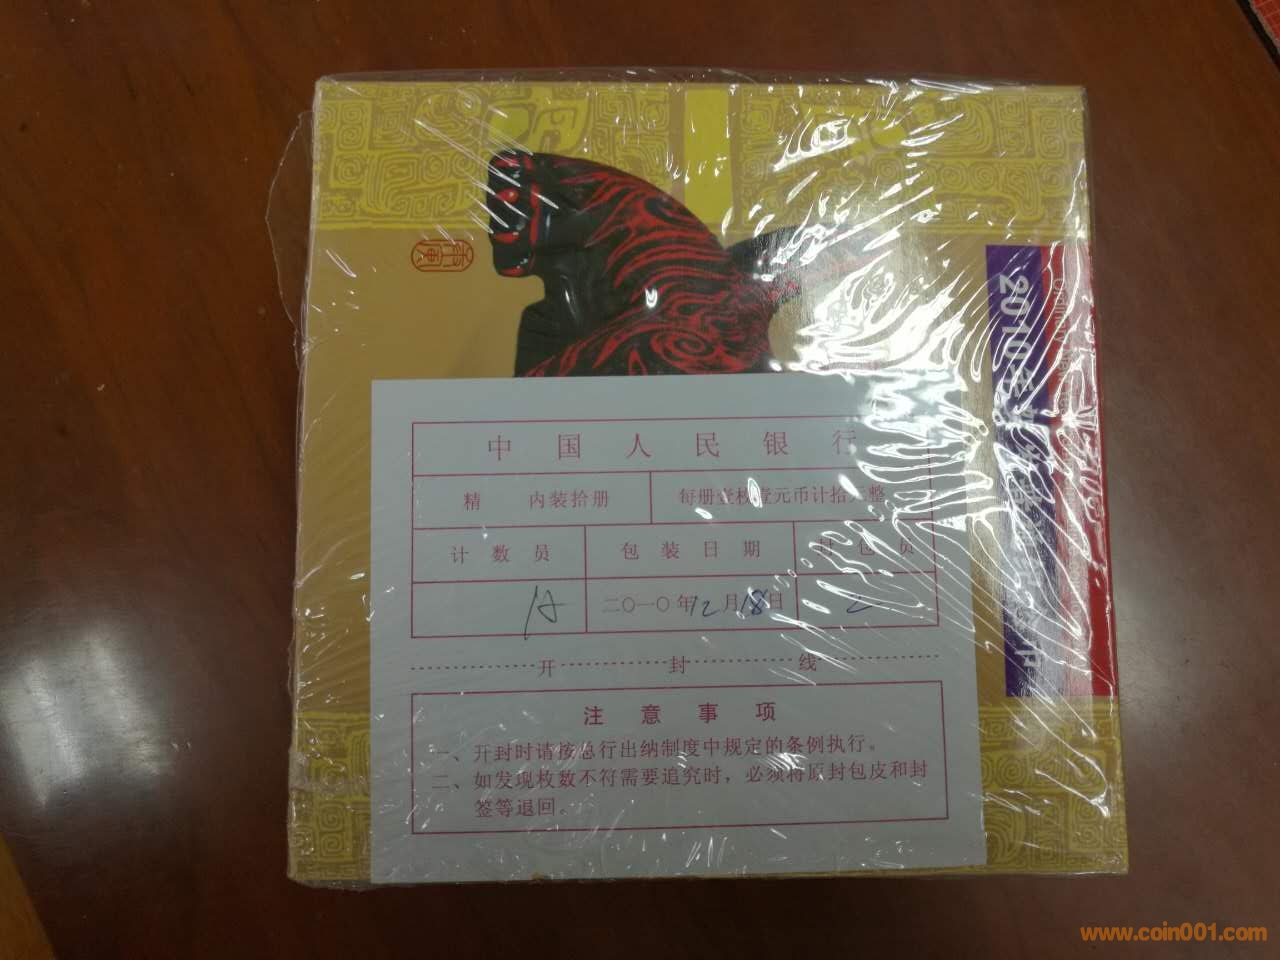 中国人民银行
精 内装拾册 每册壹枚壹元币计拾元整
计数员 包装日期 封包员
二〇一〇年12月18日
开封线
注意事项
一、开封时请按总行出纳制度中规定的条例执行。
二、如发现枚数不符需要追究时，必须将原封包皮和封
签等退回。
2010
www.coin001.com